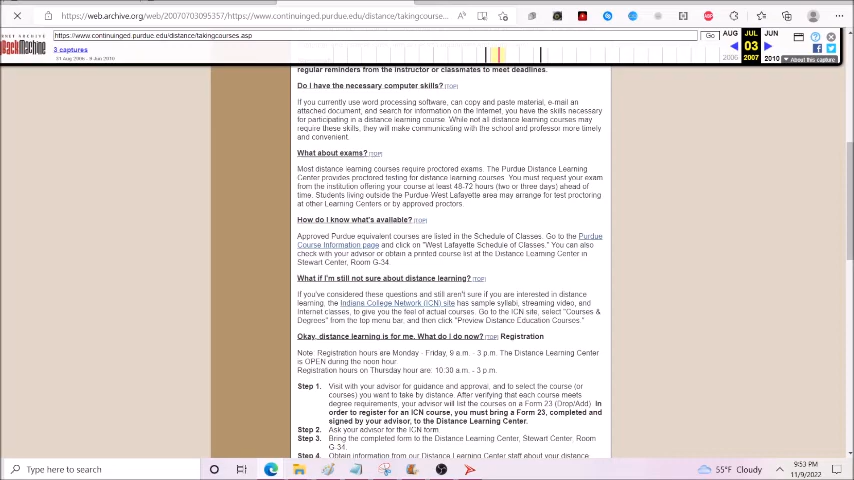 https://web.archive.org/web/20070703095357/https://www.continuinged.purdue.edu/distance/takingcourse...
https://www.continuinged.purdue.edu/distance/takingcourses.asp
Go
AUG JUL JUN
03
2006 2007 2010
3 captures
31 Aug 2006 - 9 Jun 2010
About this capture
regular reminders from the instructor or classmates to meet deadlines.
Do I have the necessary computer skills? [TOP]
If you currently use word processing software, can copy and paste material, e-mail an
attached document, and search for information on the Internet, you have the skills necessary
for participating in a distance learning course. While not all distance learning courses may
require these skills, they will make communicating with the school and professor more timely
and convenient.
What about exams? [TOP]
Most distance learning courses require proctored exams. The Purdue Distance Learning
Center provides proctored testing for distance learning courses. You must request your exam
from the institution offering your course at least 48-72 hours (two or three days) ahead of
time. Students living outside the Purdue West Lafayette area may arrange for test proctoring
at other Learning Centers or by approved proctors.
How do I know what's available? [TOP]
Approved Purdue equivalent courses are listed in the Schedule of Classes. Go to the Purdue
Course Information page and click on "West Lafayette Schedule of Classes." You can also
check with your advisor or obtain a printed course list at the Distance Learning Center in
Stewart Center, Room G-34.
What if I'm still not sure about distance learning? [TOP]
If you've considered these questions and still aren't sure if you are interested in distance
learning, the Indiana College Network (ICN) site has sample syllabi, streaming video, and
Internet classes, to give you the feel of actual courses. Go to the ICN site, select "Courses &
Degrees" from the top menu bar, and then click "Preview Distance Education Courses."
Okay, distance learning is for me. What do I do now? [TOP] Registration
Note: Registration hours are Monday - Friday, 9 a.m. - 3 p.m. The Distance Learning Center
is OPEN during the noon hour.
Registration hours on Thursday hour are: 10:30 a.m. - 3 p.m.
Step 1. Visit with your advisor for guidance and approval, and to select the course (or
courses) you want to take by distance. After verifying that each course meets
degree requirements, your advisor will list the courses on a Form 23 (Drop/Add). In
order to register for an ICN course, you must bring a Form 23, completed and
signed by your advisor, to the Distance Learning Center.
Step 2. Ask your advisor for the ICN form.
Step 3. Bring the completed form to the Distance Learning Center, Stewart Center, Room
G-34.
Step 4. Obtain information from our Distance Learning Center staff about your distance
Type here to search
55°F Cloudy
9:53 PM
11/9/2022